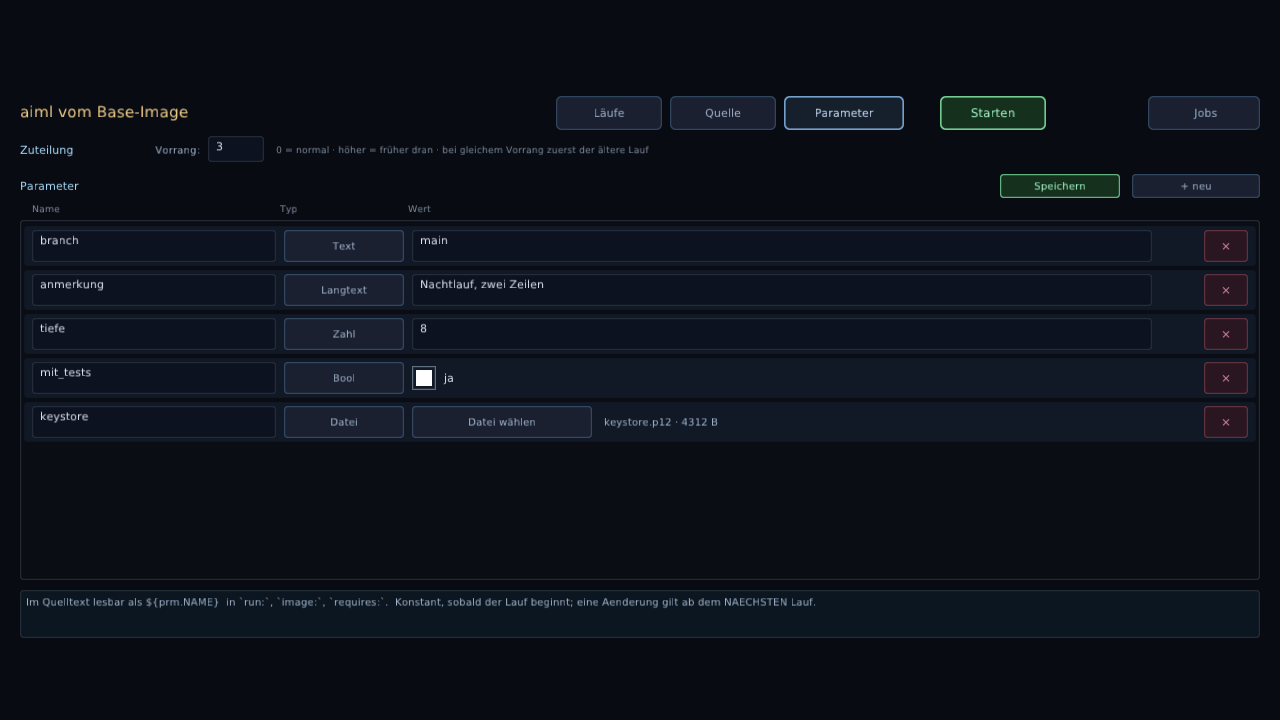 aiml vom Base-Image Läufe Quelle Parameter Starten Jobs
Zuteilung Vorrang: 3 0 = normal · höher = früher dran · bei gleichem Vorrang zuerst der ältere Lauf
Parameter Speichern + neu
Name Typ Wert
branch Text main ×
anmerkung Langtext Nachtlauf, zwei Zeilen ×
tiefe Zahl 8 ×
mit_tests Bool ja ×
keystore Datei Datei wählen keystore.p12 · 4312 B ×
Im Quelltext lesbar als ${prm.NAME} in `run:`, `image:`, `requires:`. Konstant, sobald der Lauf beginnt; eine Aenderung gilt ab dem NAECHSTEN Lauf.